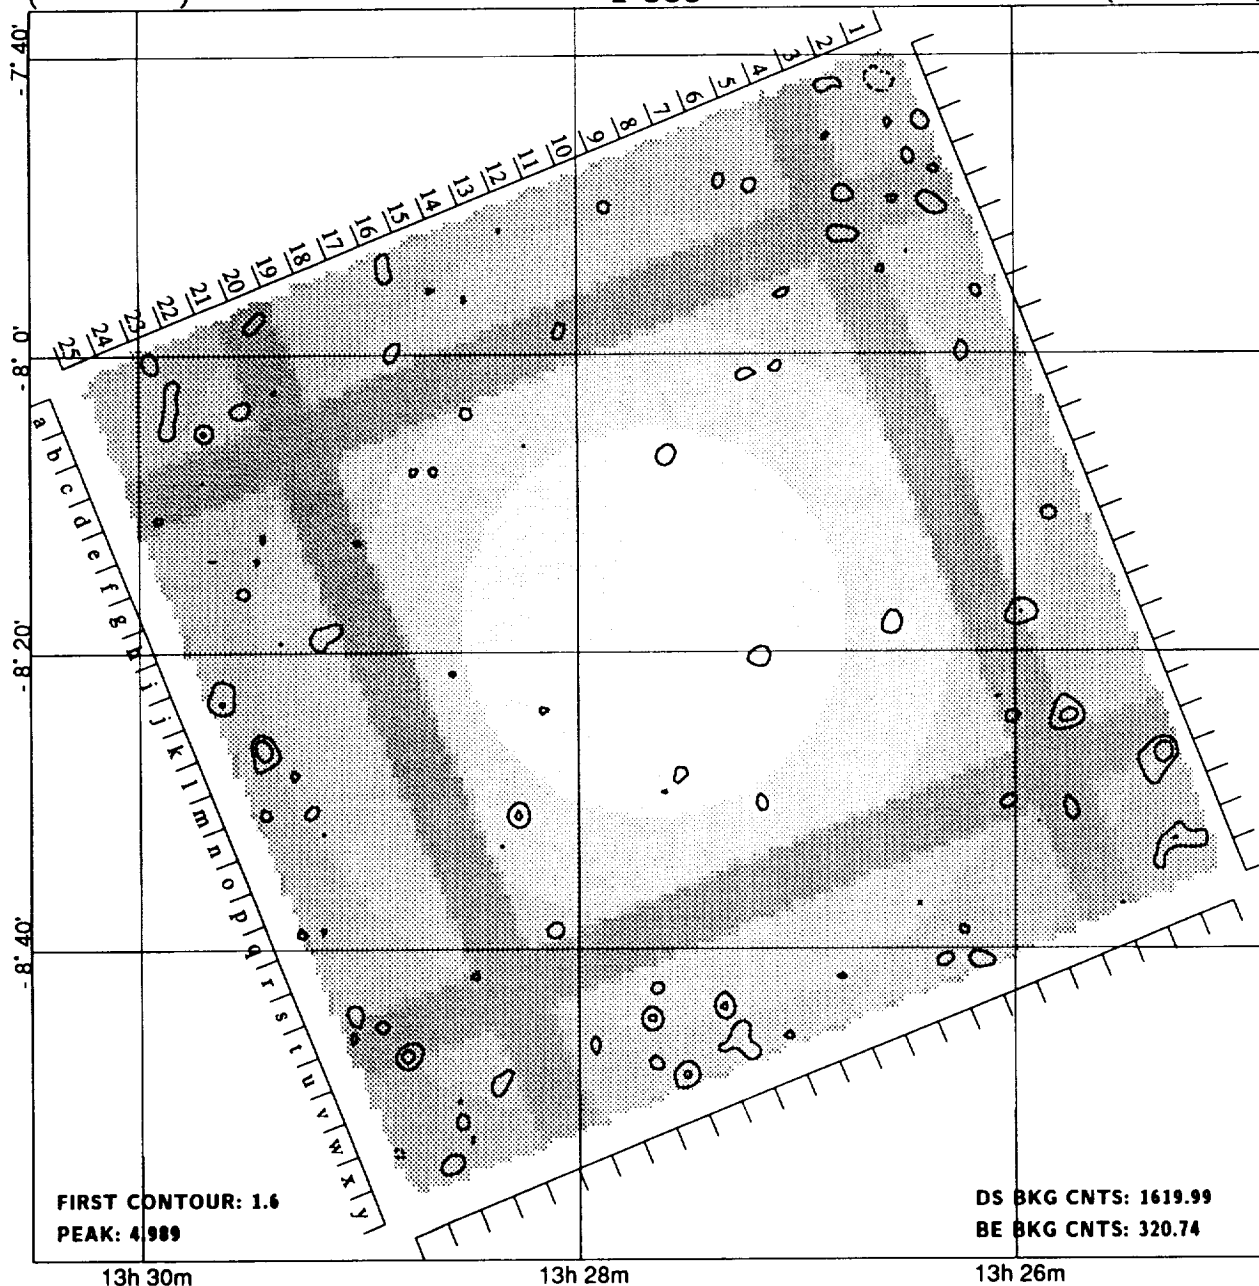 1 2 3 4 5 6 7 8 9 10 11 12 13 14 15 16 17 18 19 20 21 22 23 24 25
- 7° 40'
- 8° 0'
a b c d e f g h i j k l m n o p q r s t u v w x y
- 8° 20'
- 8° 40'
FIRST CONTOUR: 1.6
PEAK: 4.989
DS BKG CNTS: 1619.99
BE BKG CNTS: 320.74
13h 30m
13h 28m
13h 26m